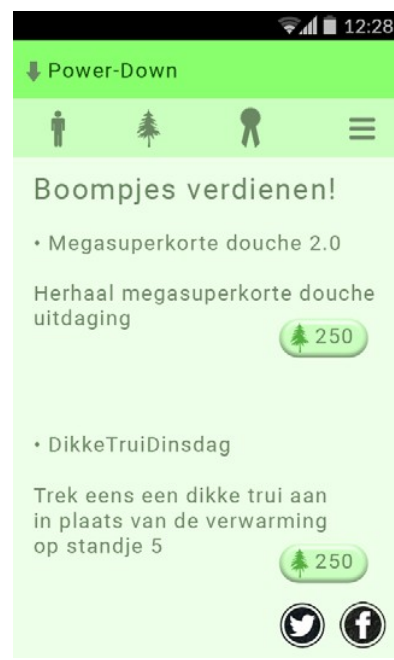 12:28
Power-Down
Boompjes verdienen!
• Megasuperkorte douche 2.0
Herhaal megasuperkorte douche
uitdaging
250
• DikkeTruiDinsdag
Trek eens een dikke trui aan
in plaats van de verwarming
op standje 5
250